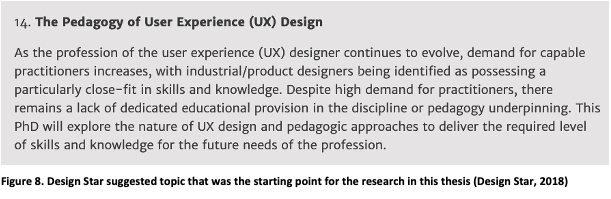 14. The Pedagogy of User Experience (UX) Design
As the profession of the user experience (UX) designer continues to evolve, demand for capable
practitioners increases, with industrial/product designers being identified as possessing a
particularly close-fit in skills and knowledge. Despite high demand for practitioners, there
remains a lack of dedicated educational provision in the discipline or pedagogy underpinning. This
PhD will explore the nature of UX design and pedagogic approaches to deliver the required level
of skills and knowledge for the future needs of the profession.
Figure 8. Design Star suggested topic that was the starting point for the research in this thesis (Design Star, 2018)